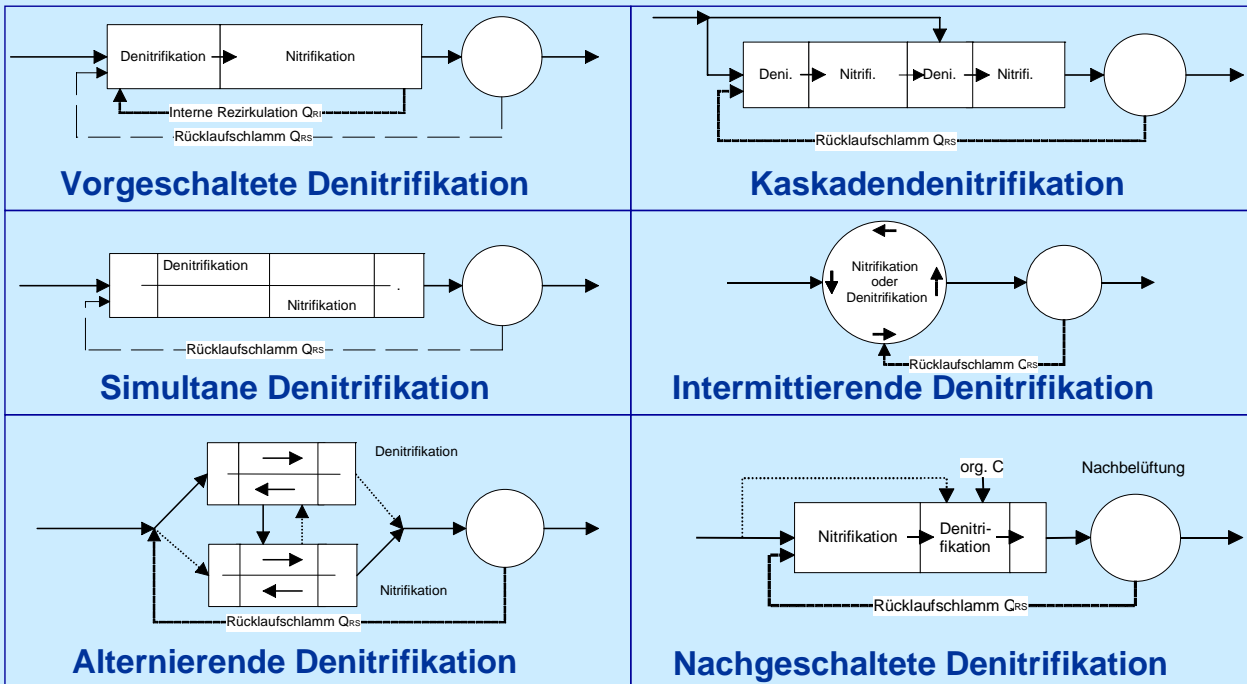 Denitrifikation
Nitrifikation
Interne Rezirkulation QRI
Rücklaufschlamm QRS
Vorgeschaltete Denitrifikation
Deni.
Nitrifi.
Deni.
Nitrifi.
Rücklaufschlamm QRS
Kaskadendenitrifikation
Denitrifikation
Nitrifikation
.
Rücklaufschlamm QRS
Simultane Denitrifikation
Nitrifikation
oder
Denitrifikation
Rücklaufschlamm QRS
Intermittierende Denitrifikation
Denitrifikation
Nitrifikation
Rücklaufschlamm QRS
Alternierende Denitrifikation
org. C
Nachbelüftung
Nitrifikation
Denitri-
fikation
Rücklaufschlamm QRS
Nachgeschaltete Denitrifikation